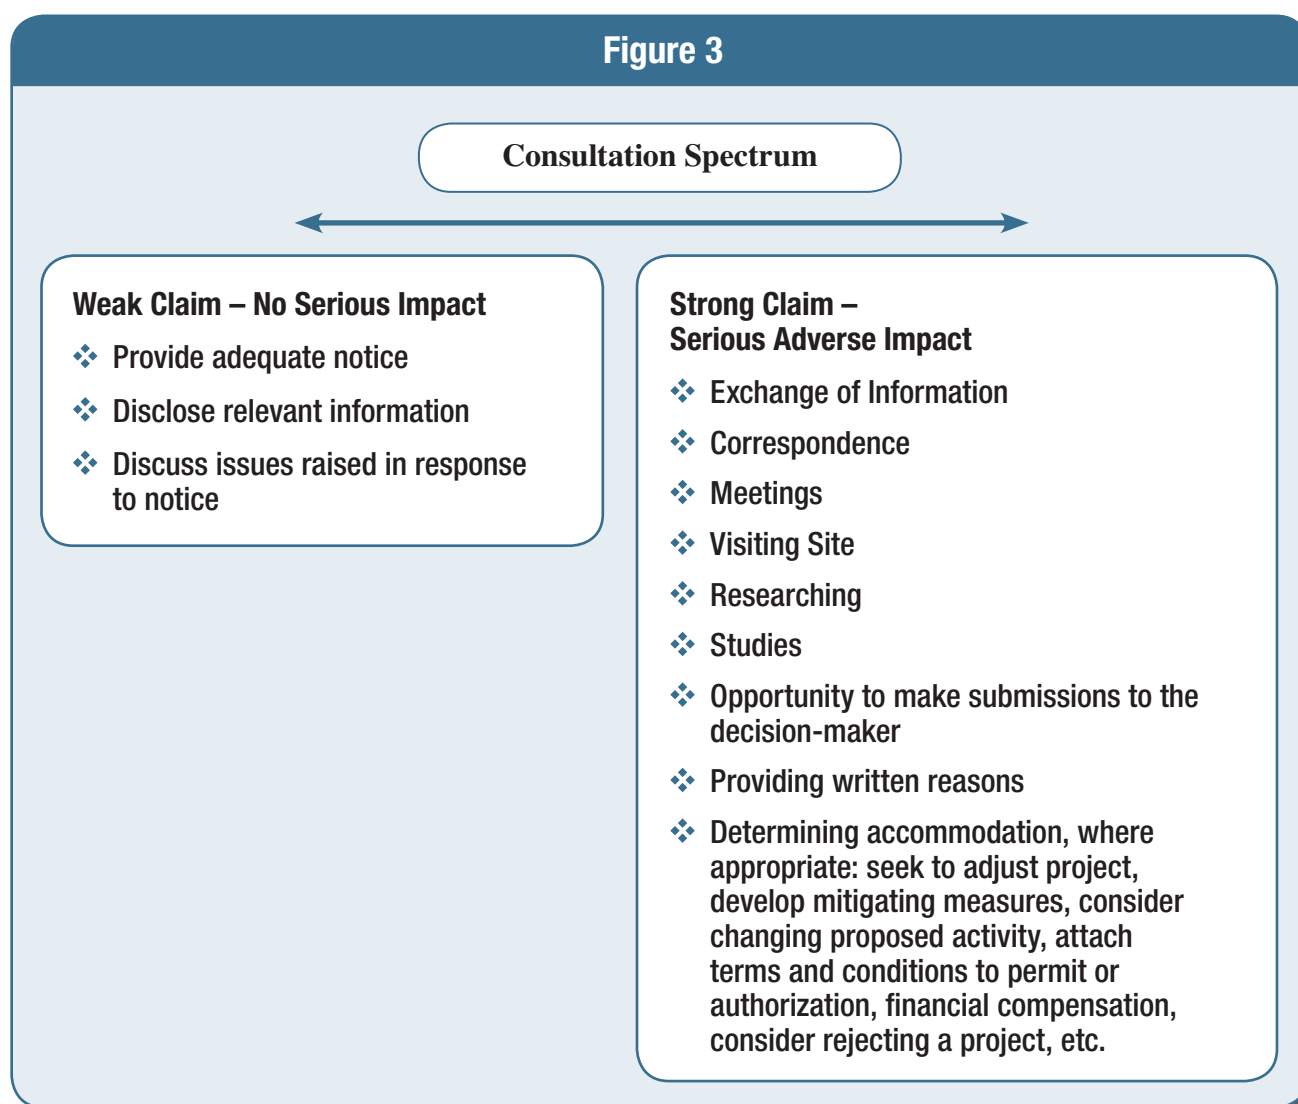 Figure 3
Consultation Spectrum
Weak Claim – No Serious Impact
Provide adequate notice
Disclose relevant information
Discuss issues raised in response
to notice
Strong Claim –
Serious Adverse Impact
Exchange of Information
Correspondence
Meetings
Visiting Site
Researching
Studies
Opportunity to make submissions to the
decision-maker
Providing written reasons
Determining accommodation, where
appropriate: seek to adjust project,
develop mitigating measures, consider
changing proposed activity, attach
terms and conditions to permit or
authorization, financial compensation,
consider rejecting a project, etc.